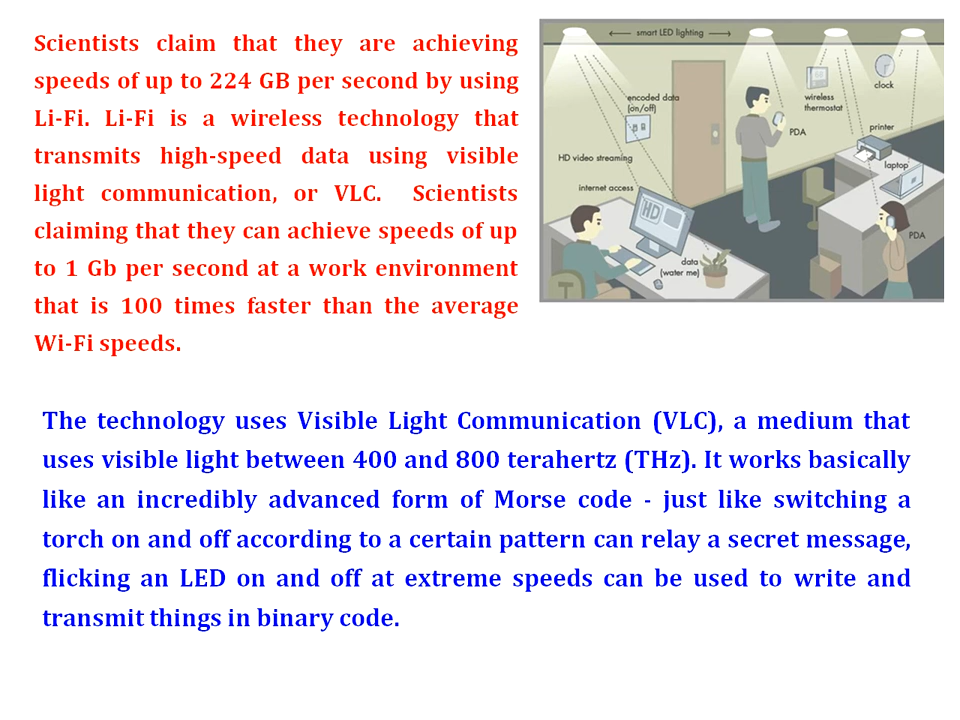 Scientists claim that they are achieving
speeds of up to 224 GB per second by using
Li-Fi. Li-Fi is a wireless technology that
transmits high-speed data using visible
light communication, or VLC. Scientists
claiming that they can achieve speeds of up
to 1 Gb per second at a work environment
that is 100 times faster than the average
Wi-Fi speeds.
smart LED lighting
encoded data
(on/off)
HD video streaming
internet access
HD
data
(water me)
PDA
wireless
thermostat
clock
printer
laptop
PDA
The technology uses Visible Light Communication (VLC), a medium that
uses visible light between 400 and 800 terahertz (THz). It works basically
like an incredibly advanced form of Morse code - just like switching a
torch on and off according to a certain pattern can relay a secret message,
flicking an LED on and off at extreme speeds can be used to write and
transmit things in binary code.